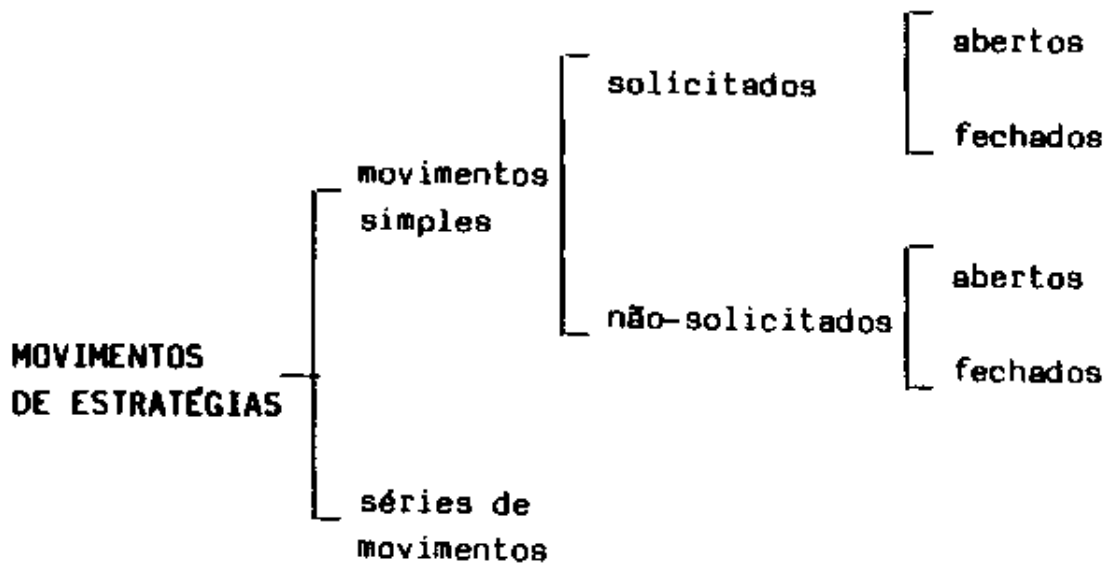 abertos
solicitados
fechados
movimentos
simples
abertos
não-solicitados
fechados
MOVIMENTOS
DE ESTRATÉGIAS
séries de
movimentos